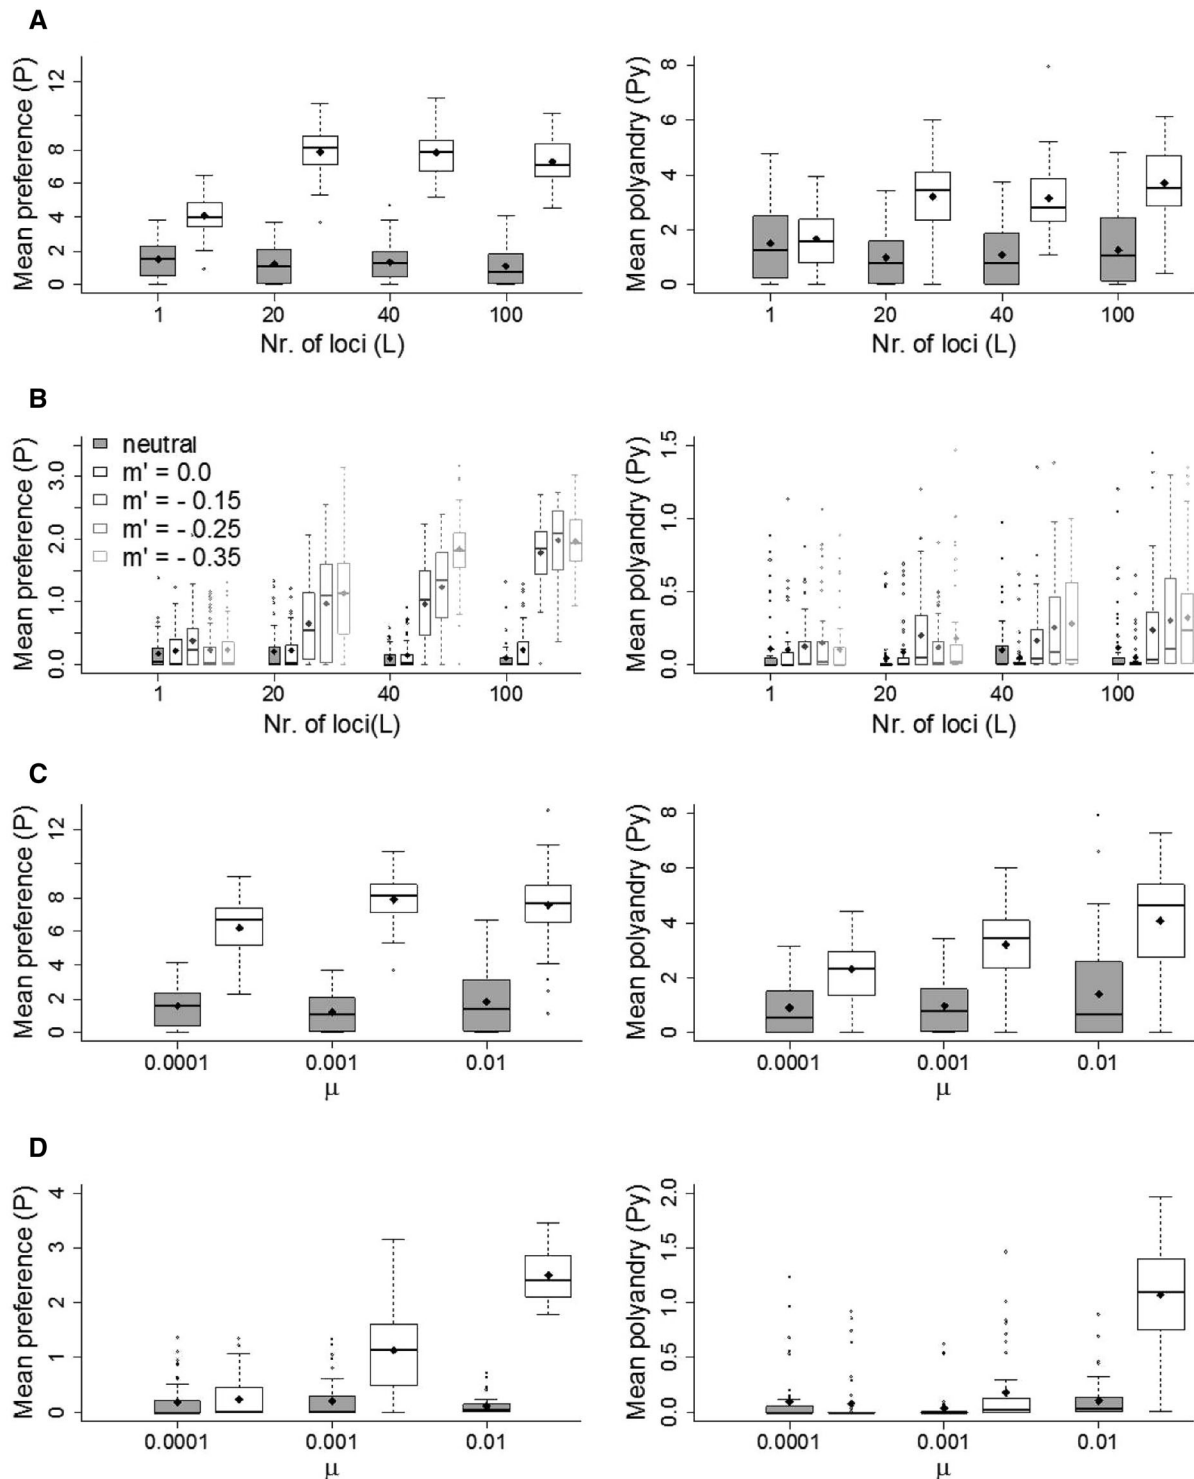 A
Mean preference (P)
0 2 4 6 8 12
1 20 40 100
Nr. of loci (L)
Mean polyandry (Py)
0 2 4 6 8
1 20 40 100
Nr. of loci (L)
B
Mean preference (P)
0.0 1.0 2.0 3.0
neutral
m' = 0.0
m' = - 0.15
m' = - 0.25
m' = - 0.35
1 20 40 100
Nr. of loci(L)
Mean polyandry (Py)
0.0 0.5 1.0 1.5
1 20 40 100
Nr. of loci (L)
C
Mean preference (P)
0 2 4 6 8 12
0.0001 0.001 0.01
μ
Mean polyandry (Py)
0 2 4 6 8
0.0001 0.001 0.01
μ
D
Mean preference (P)
0 1 2 3 4
0.0001 0.001 0.01
μ
Mean polyandry (Py)
0.0 0.5 1.0 1.5 2.0
0.0001 0.001 0.01
μ